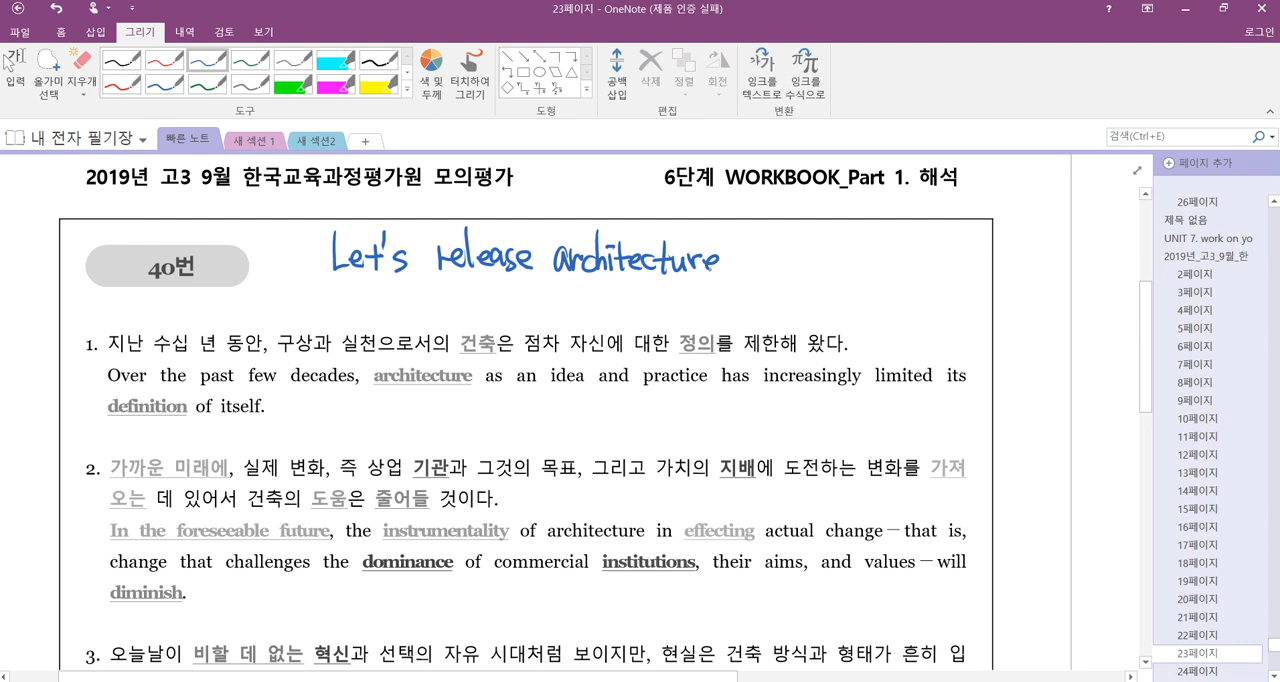 23페이지 - OneNote (제품 인증 실패)
파일 홈 삽입 그리기 내역 검토 보기
로그인
입력 올가미 선택 지우개
색 및 두께 터치하여 그리기
공백 삽입 삭제 정렬 회전
잉크를 텍스트로 잉크를 수식으로
도구 도형 편집 변환
내 전자 필기장 빠른 노트 새 섹션 1 새 섹션2
검색(Ctrl+E)
페이지 추가
2019년 고3 9월 한국교육과정평가원 모의평가 6단계 WORKBOOK_Part 1. 해석
40번
Let's release architecture
1. 지난 수십 년 동안, 구상과 실천으로서의 건축은 점차 자신에 대한 정의를 제한해 왔다.
Over the past few decades, architecture as an idea and practice has increasingly limited its
definition of itself.
2. 가까운 미래에, 실제 변화, 즉 상업 기관과 그것의 목표, 그리고 가치의 지배에 도전하는 변화를 가져
오는 데 있어서 건축의 도움은 줄어들 것이다.
In the foreseeable future, the instrumentality of architecture in effecting actual change—that is,
change that challenges the dominance of commercial institutions, their aims, and values—will
diminish.
3. 오늘날이 비할 데 없는 혁신과 선택의 자유 시대처럼 보이지만, 현실은 건축 방식과 형태가 흔히 입
26페이지
제목 없음
UNIT 7. work on yo
2019년_고3_9월_한
2페이지
3페이지
4페이지
5페이지
6페이지
7페이지
8페이지
9페이지
10페이지
11페이지
12페이지
13페이지
14페이지
15페이지
16페이지
17페이지
18페이지
19페이지
20페이지
21페이지
22페이지
23페이지
24페이지